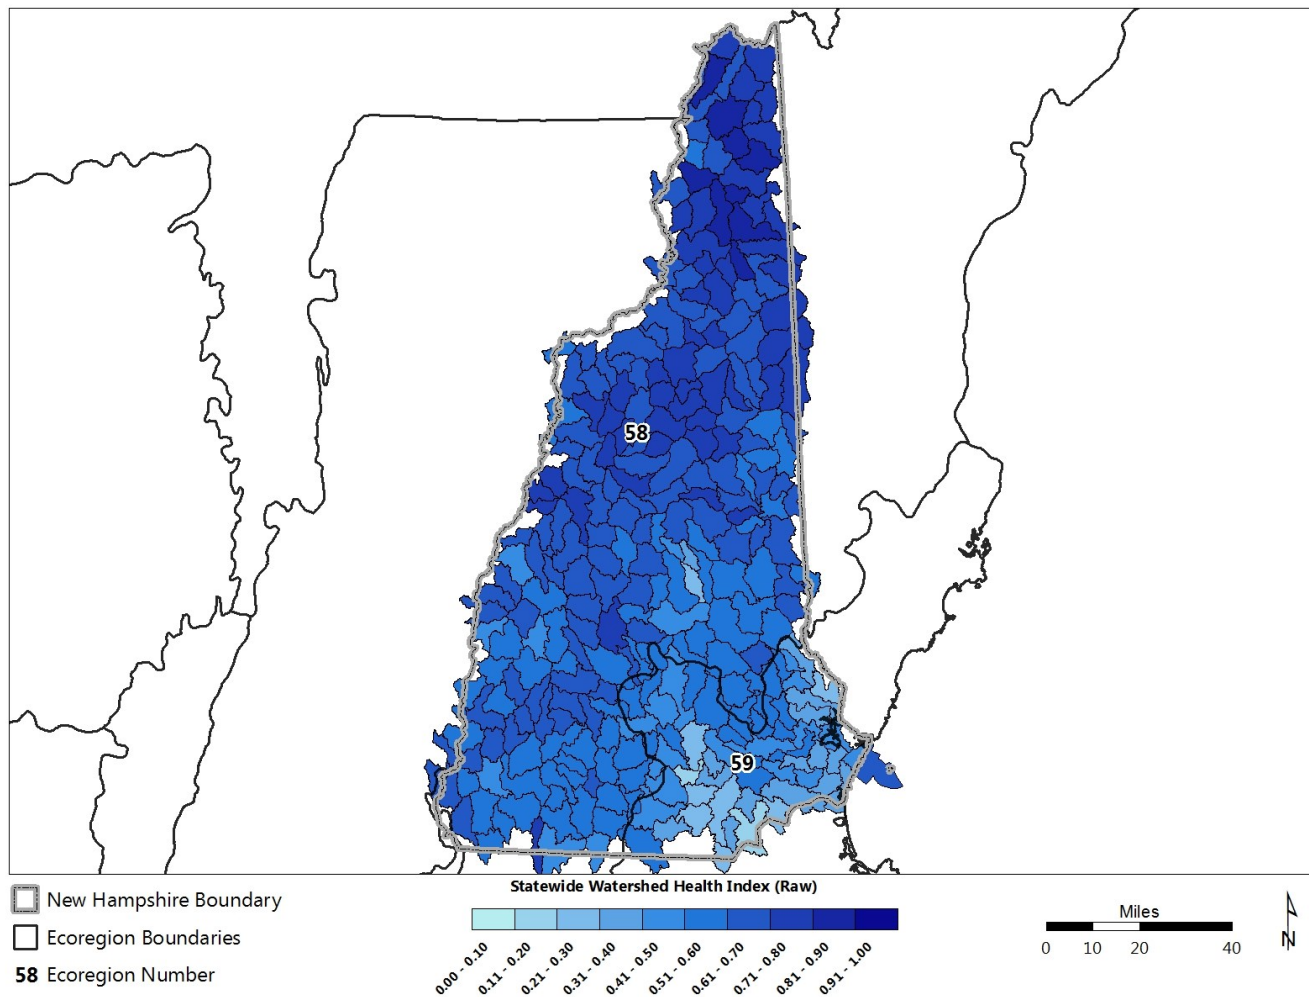 58
59
New Hampshire Boundary
Ecoregion Boundaries
58 Ecoregion Number
Statewide Watershed Health Index (Raw)
0.00 - 0.10
0.11 - 0.20
0.21 - 0.30
0.31 - 0.40
0.41 - 0.50
0.51 - 0.60
0.61 - 0.70
0.71 - 0.80
0.81 - 0.90
0.91 - 1.00
Miles
0 10 20 40
N